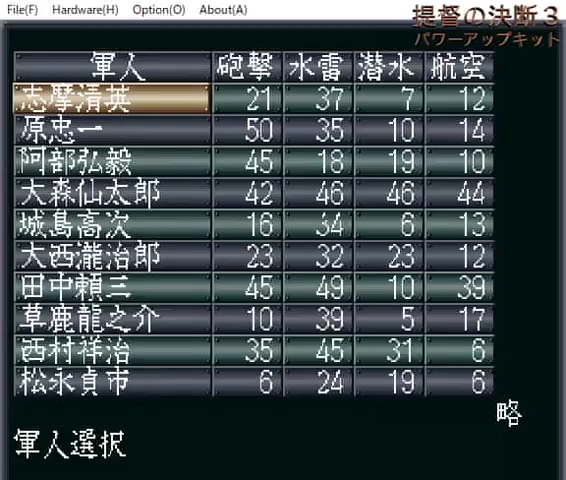 File(F) Hardware(H) Option(O) About(A)
提督の決断3
パワーアップキット
軍人 砲撃 水雷 潜水 航空
志摩清英 21 37 7 12
原忠一 50 35 10 14
阿部弘毅 45 18 19 10
大森仙太郎 42 46 46 44
城島高次 16 34 6 13
大西瀧治郎 23 32 23 12
田中頼三 45 49 10 39
草鹿龍之介 10 39 5 17
西村祥治 35 45 31 6
松永貞市 6 24 19 6
略
軍人選択